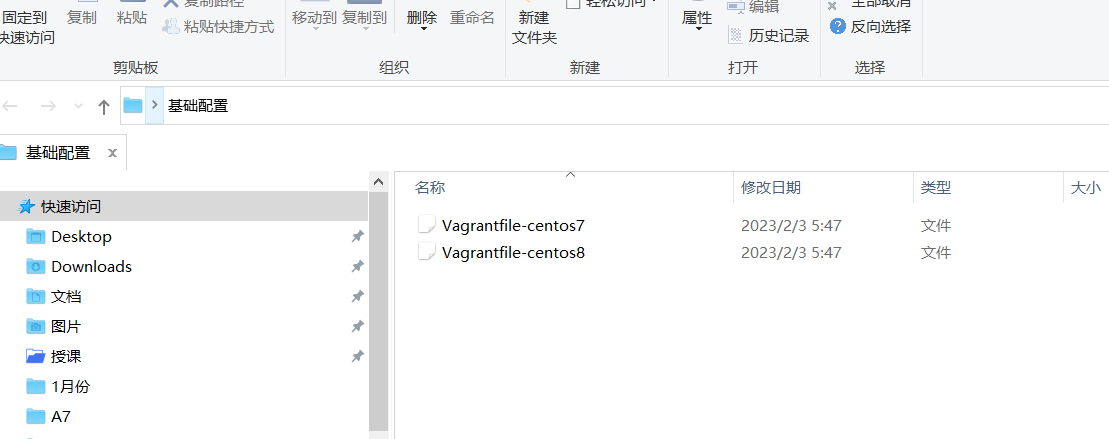 固定到
快速访问
复制
粘贴
复制路径
粘贴快捷方式
剪贴板
移动到
复制到
删除
重命名
组织
新建
文件夹
轻松访问
新建
属性
编辑
历史记录
打开
全部取消
反向选择
选择
基础配置
基础配置
快速访问
Desktop
Downloads
文档
图片
授课
1月份
A7
名称 修改日期 类型 大小
Vagrantfile-centos7 2023/2/3 5:47 文件
Vagrantfile-centos8 2023/2/3 5:47 文件